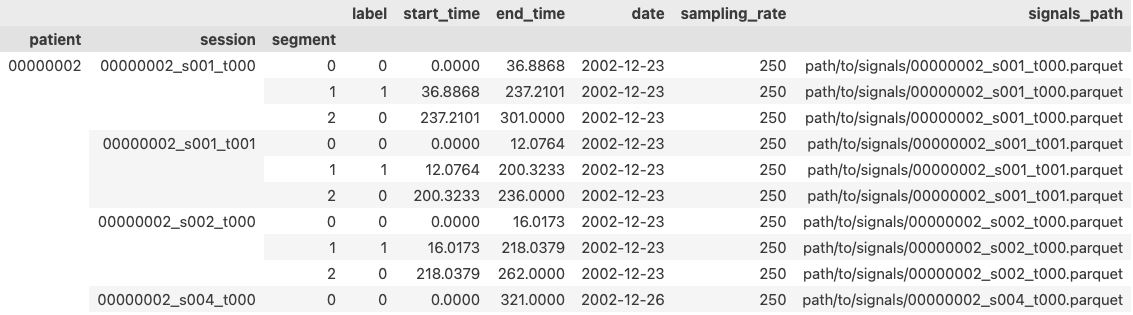 label start_time end_time date sampling_rate signals_path
patient session segment
00000002 00000002_s001_t000 0 0 0.0000 36.8868 2002-12-23 250 path/to/signals/00000002_s001_t000.parquet
1 1 36.8868 237.2101 2002-12-23 250 path/to/signals/00000002_s001_t000.parquet
2 0 237.2101 301.0000 2002-12-23 250 path/to/signals/00000002_s001_t000.parquet
00000002_s001_t001 0 0 0.0000 12.0764 2002-12-23 250 path/to/signals/00000002_s001_t001.parquet
1 1 12.0764 200.3233 2002-12-23 250 path/to/signals/00000002_s001_t001.parquet
2 0 200.3233 236.0000 2002-12-23 250 path/to/signals/00000002_s001_t001.parquet
00000002_s002_t000 0 0 0.0000 16.0173 2002-12-23 250 path/to/signals/00000002_s002_t000.parquet
1 1 16.0173 218.0379 2002-12-23 250 path/to/signals/00000002_s002_t000.parquet
2 0 218.0379 262.0000 2002-12-23 250 path/to/signals/00000002_s002_t000.parquet
00000002_s004_t000 0 0 0.0000 321.0000 2002-12-26 250 path/to/signals/00000002_s004_t000.parquet